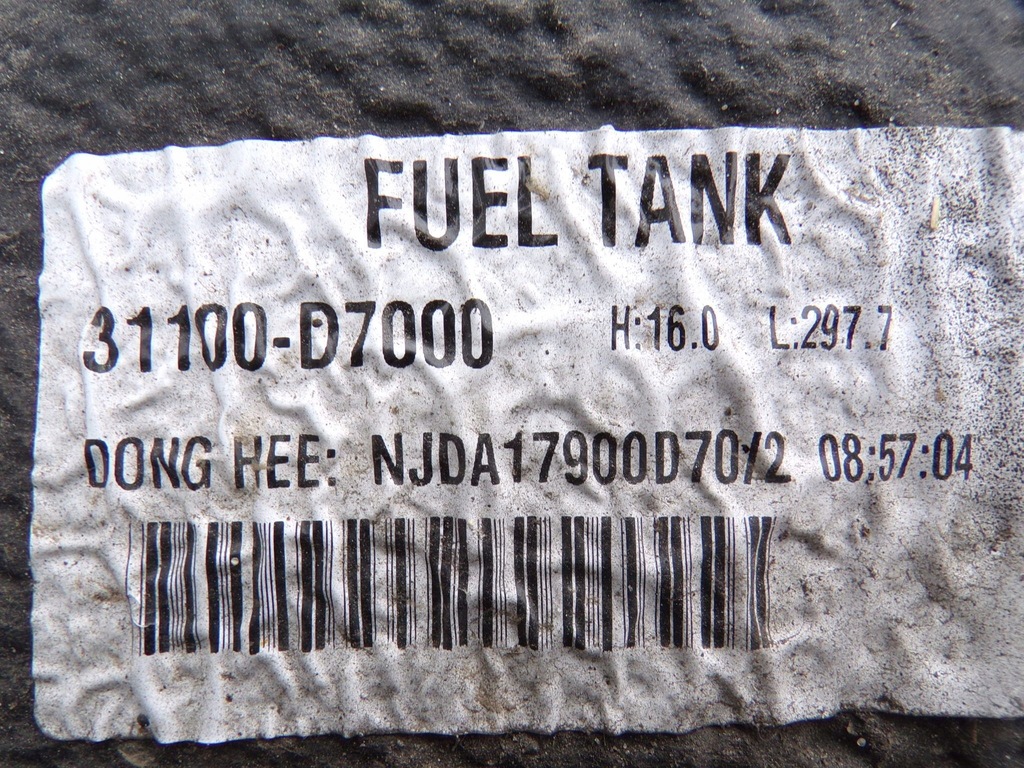 FUEL TANK
31100-D7000 H:16.0 L:297.7
DONG HEE: NJDA17900D70/2 08:57:04